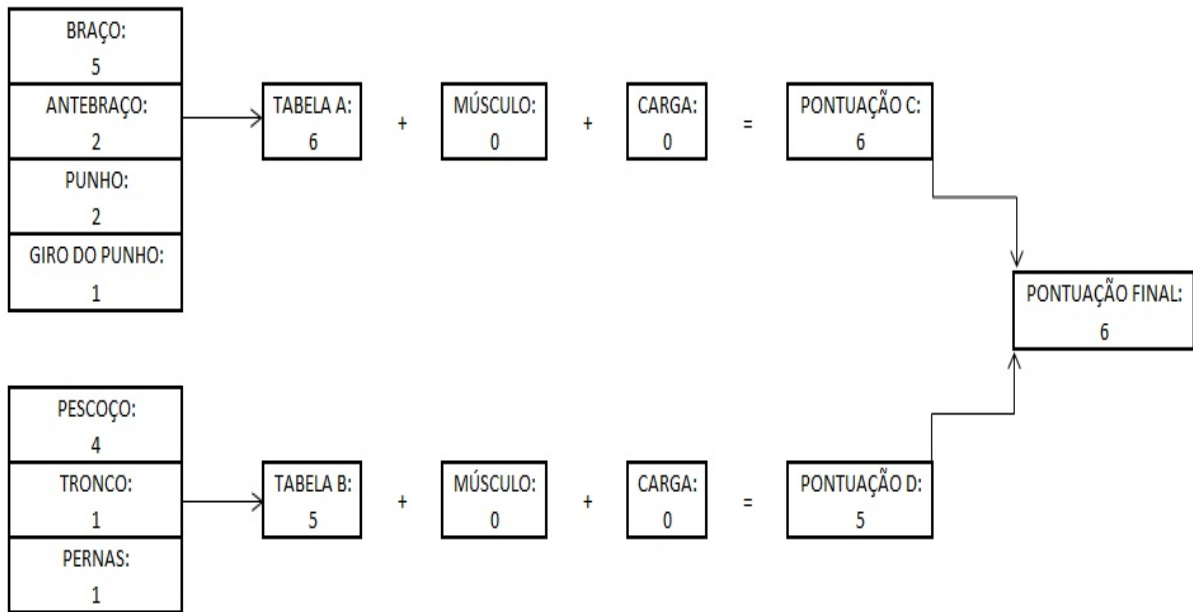 BRAÇO:
5
ANTEBRAÇO:
2
PUNHO:
2
GIRO DO PUNHO:
1
TABELA A:
6
+
MÚSCULO:
0
+
CARGA:
0
=
PONTUAÇÃO C:
6
PONTUAÇÃO FINAL:
6
PESCOÇO:
4
TRONCO:
1
PERNAS:
1
TABELA B:
5
+
MÚSCULO:
0
+
CARGA:
0
=
PONTUAÇÃO D:
5